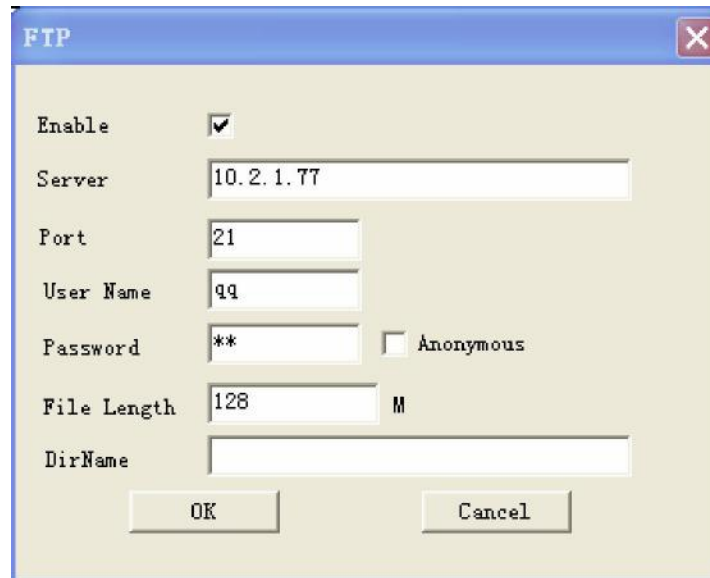 FTP
Enable
Server 10.2.1.77
Port 21
User Name qq
Password ** Anonymous
File Length 128 M
DirName
OK Cancel